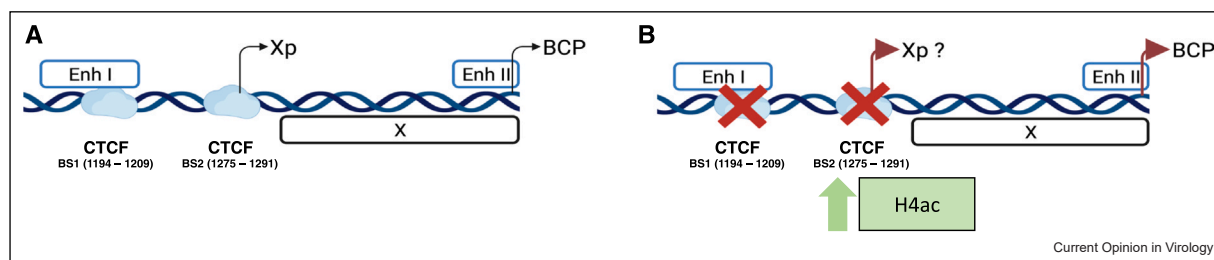 A
Xp
BCP
Enh I
Enh II
X
CTCF
BS1 (1194 – 1209)
CTCF
BS2 (1275 – 1291)
B
Xp ?
BCP
Enh I
Enh II
X
CTCF
BS1 (1194 – 1209)
CTCF
BS2 (1275 – 1291)
H4ac
Current Opinion in Virology